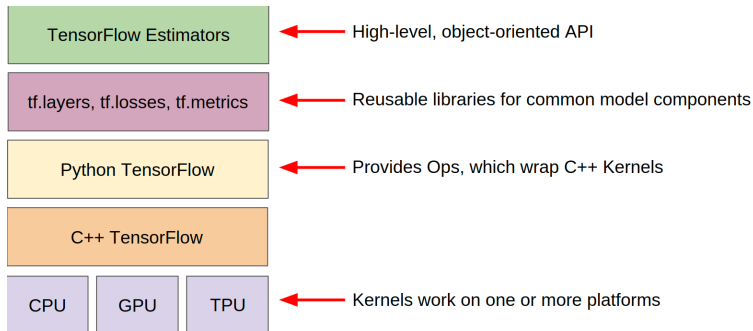 TensorFlow Estimators
High-level, object-oriented API
tf.layers, tf.losses, tf.metrics
Reusable libraries for common model components
Python TensorFlow
Provides Ops, which wrap C++ Kernels
C++ TensorFlow
CPU
GPU
TPU
Kernels work on one or more platforms